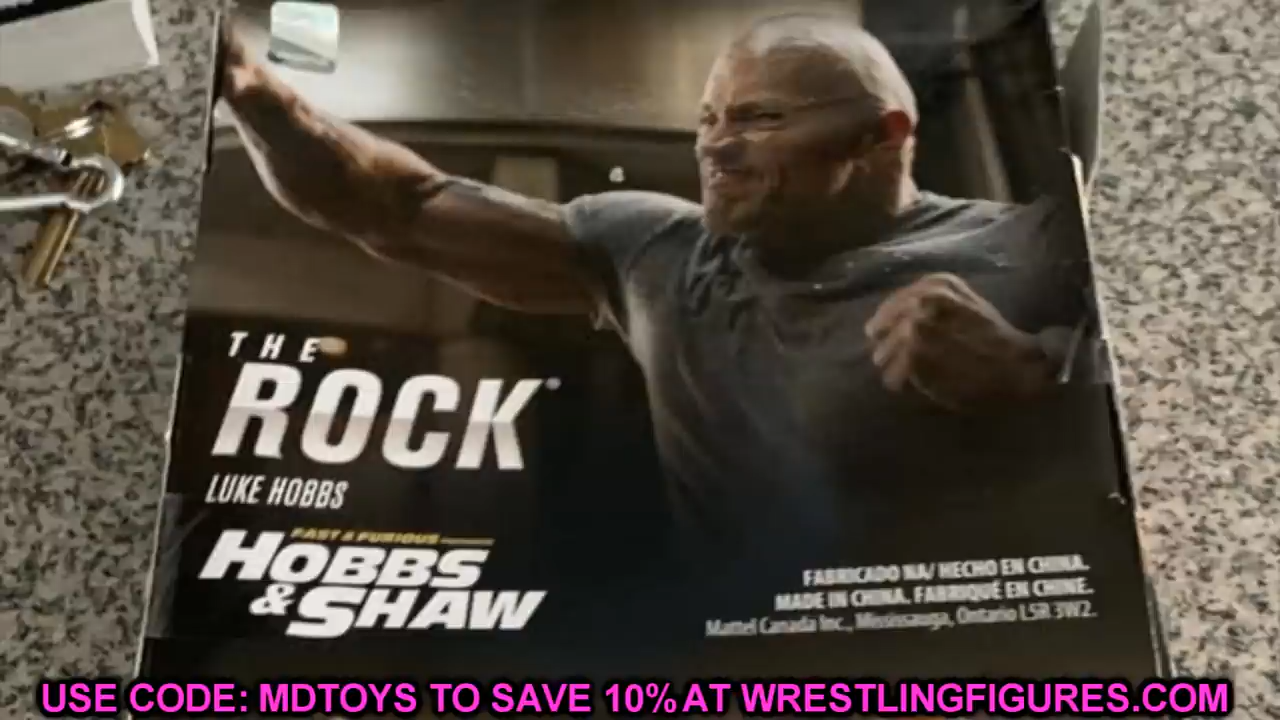 THE
ROCK®
LUKE HOBBS
FAST & FURIOUS
HOBBS
& SHAW
FABRICADO NA/ HECHO EN CHINA.
MADE IN CHINA. FABRIQUÉ EN CHINE.
Mattel Canada Inc., Mississauga, Ontario L5R 3W2.
USE CODE: MDTOYS TO SAVE 10% AT WRESTLINGFIGURES.COM